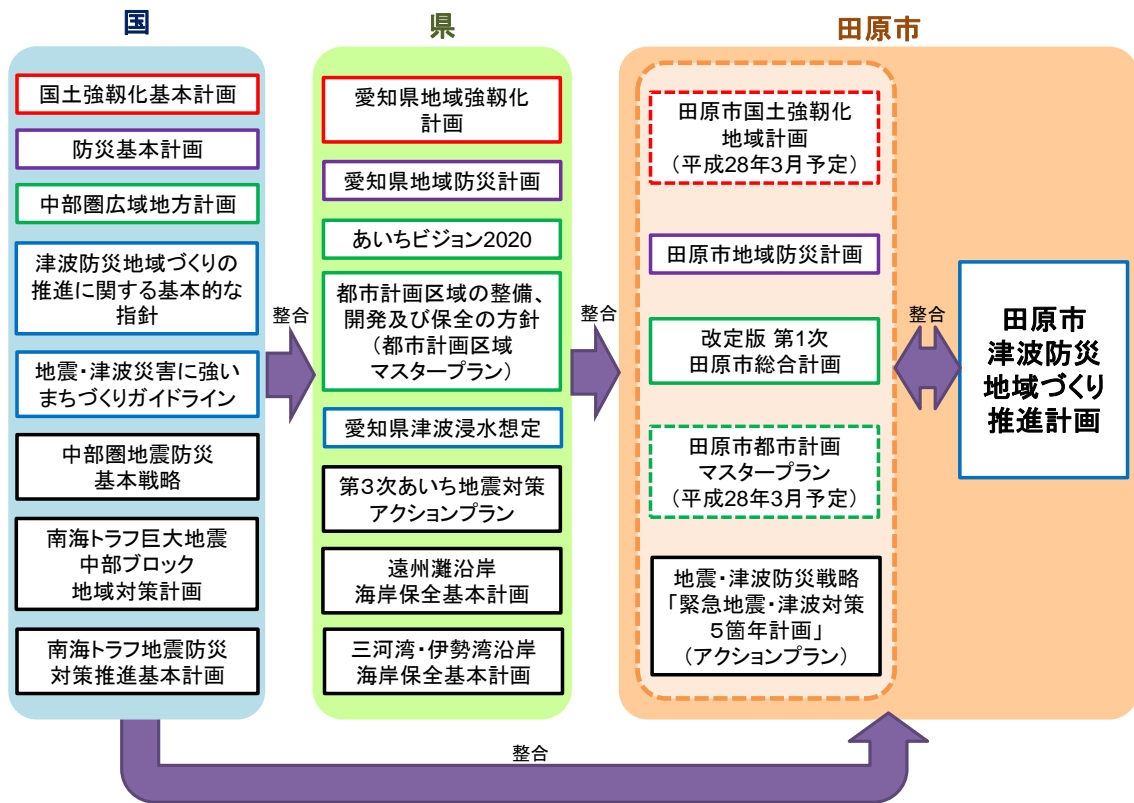 国
国土強靭化基本計画
防災基本計画
中部圏広域地方計画
津波防災地域づくりの
推進に関する基本的な
指針
地震・津波災害に強い
まちづくりガイドライン
中部圏地震防災
基本戦略
南海トラフ巨大地震
中部ブロック
地域対策計画
南海トラフ地震防災
対策推進基本計画
整合
県
愛知県地域強靭化
計画
愛知県地域防災計画
あいちビジョン2020
都市計画区域の整備、
開発及び保全の方針
（都市計画区域
マスタープラン）
愛知県津波浸水想定
第３次あいち地震対策
アクションプラン
遠州灘沿岸
海岸保全基本計画
三河湾・伊勢湾沿岸
海岸保全基本計画
整合
田原市
田原市国土強靭化
地域計画
（平成28年3月予定）
田原市地域防災計画
改定版 第1次
田原市総合計画
田原市都市計画
マスタープラン
（平成28年3月予定）
地震・津波防災戦略
「緊急地震・津波対策
５箇年計画」
（アクションプラン）
整合
田原市
津波防災
地域づくり
推進計画
整合